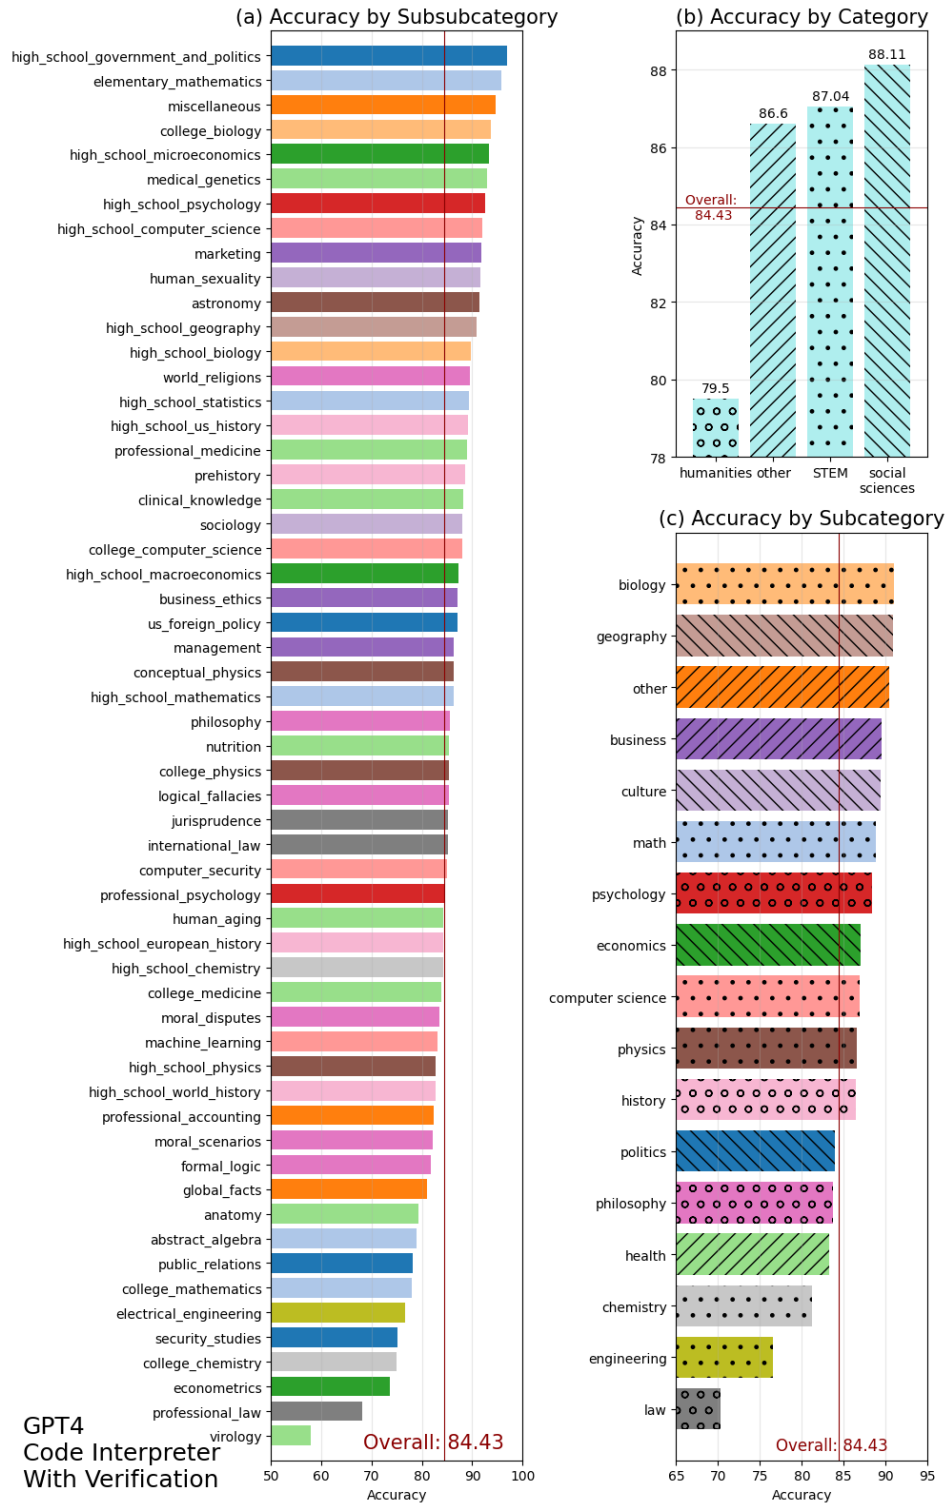 (a) Accuracy by Subsubcategory
high_school_government_and_politics
elementary_mathematics
miscellaneous
college_biology
high_school_microeconomics
medical_genetics
high_school_psychology
high_school_computer_science
marketing
human_sexuality
astronomy
high_school_geography
high_school_biology
world_religions
high_school_statistics
high_school_us_history
professional_medicine
prehistory
clinical_knowledge
sociology
college_computer_science
high_school_macroeconomics
business_ethics
us_foreign_policy
management
conceptual_physics
high_school_mathematics
philosophy
nutrition
college_physics
logical_fallacies
jurisprudence
international_law
computer_security
professional_psychology
human_aging
high_school_european_history
high_school_chemistry
college_medicine
moral_disputes
machine_learning
high_school_physics
high_school_world_history
professional_accounting
moral_scenarios
formal_logic
global_facts
anatomy
abstract_algebra
public_relations
college_mathematics
electrical_engineering
security_studies
college_chemistry
econometrics
professional_law
virology
Overall: 84.43
50 60 70 80 90 100
Accuracy
GPT4
Code Interpreter
With Verification
(b) Accuracy by Category
88.11
88
87.04
86.6
86
Overall:
84.43
84
Accuracy
82
80
79.5
78
humanities other STEM social
sciences
(c) Accuracy by Subcategory
biology
geography
other
business
culture
math
psychology
economics
computer science
physics
history
politics
philosophy
health
chemistry
engineering
law
Overall: 84.43
65 70 75 80 85 90 95
Accuracy